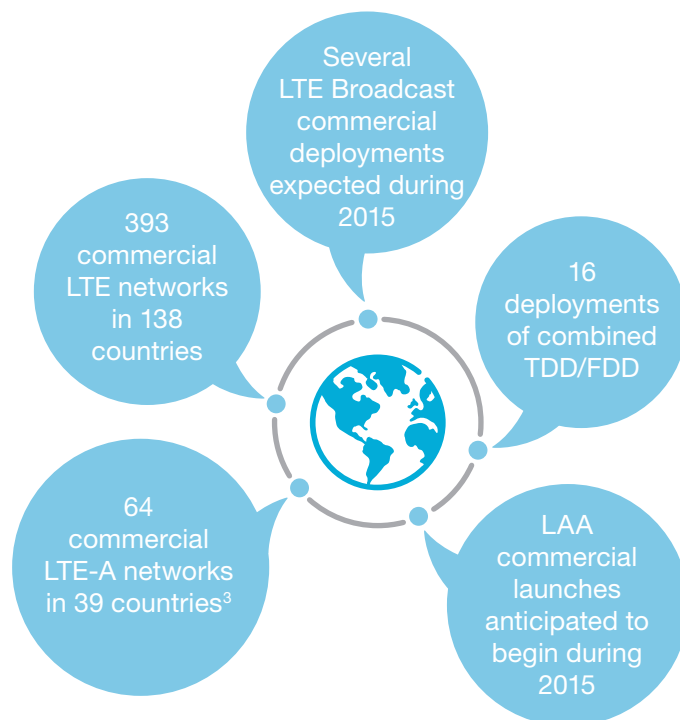 Several
LTE Broadcast
commercial
deployments
expected during
2015
393
commercial
LTE networks
in 138
countries
16
deployments
of combined
TDD/FDD
64
commercial
LTE-A networks
in 39 countries³
LAA
commercial
launches
anticipated to
begin during
2015